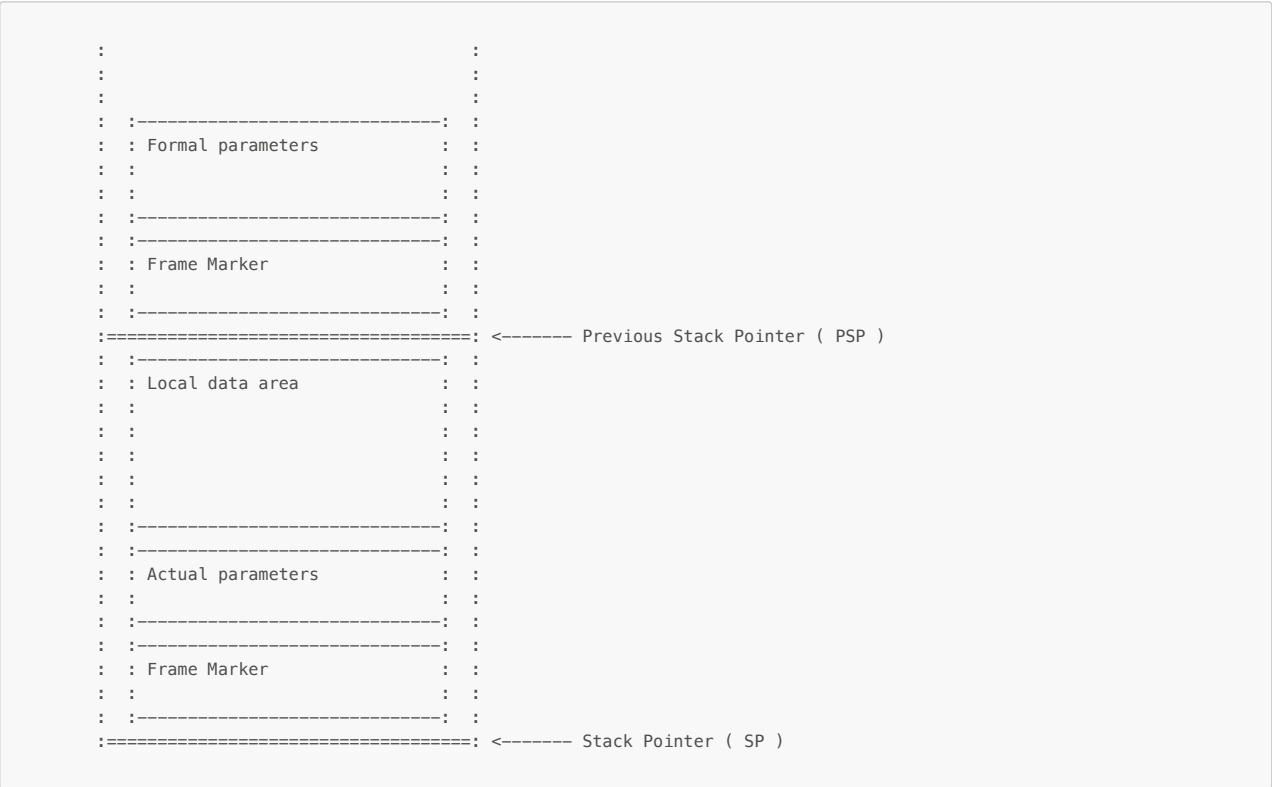 :                                    :
:                                    :
:                                    :
:  :------------------------------:  :
:  : Formal parameters            :  :
:  :                              :  :
:  :                              :  :
:  :------------------------------:  :
:  :------------------------------:  :
:  : Frame Marker                 :  :
:  :                              :  :
:  :------------------------------:  :
:====================================: <------- Previous Stack Pointer ( PSP )
:  :------------------------------:  :
:  : Local data area              :  :
:  :                              :  :
:  :                              :  :
:  :                              :  :
:  :                              :  :
:  :                              :  :
:  :------------------------------:  :
:  :------------------------------:  :
:  : Actual parameters            :  :
:  :                              :  :
:  :------------------------------:  :
:  :------------------------------:  :
:  : Frame Marker                 :  :
:  :                              :  :
:  :------------------------------:  :
:====================================: <------- Stack Pointer ( SP )